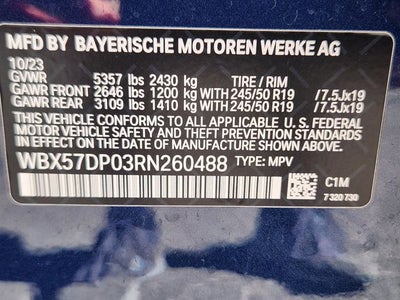 MFD BY BAYERISCHE MOTOREN WERKE AG
10/23
GVWR 5357 lbs 2430 kg TIRE / RIM
GAWR FRONT 2646 lbs 1200 kg WITH 245/50 R19 /7.5Jx19
GAWR REAR 3109 lbs 1410 kg WITH 245/50 R19 /7.5Jx19
THIS VEHICLE CONFORMS TO ALL APPLICABLE U.S. FEDERAL
MOTOR VEHICLE SAFETY, BUMPER, AND THEFT PREVENTION STANDARDS
IN EFFECT ON THE DATE OF MANUFACTURE SHOWN ABOVE.
WBX57DP03RN260488 TYPE: MPV
C1M
7 320 730